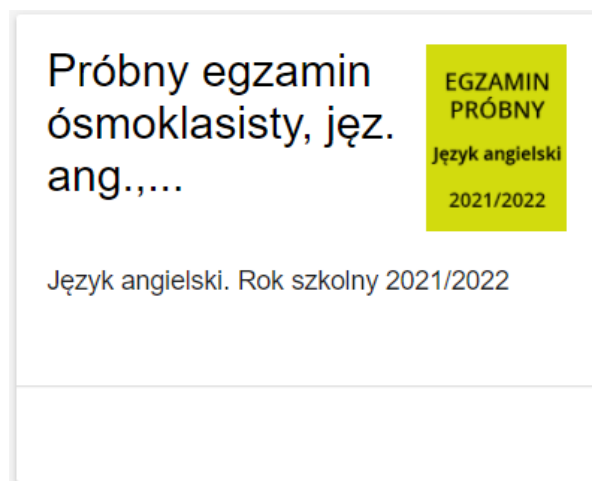 Próbny egzamin
ósmoklasisty, jęz.
ang.,...
EGZAMIN
PRÓBNY
Język angielski
2021/2022
Język angielski. Rok szkolny 2021/2022